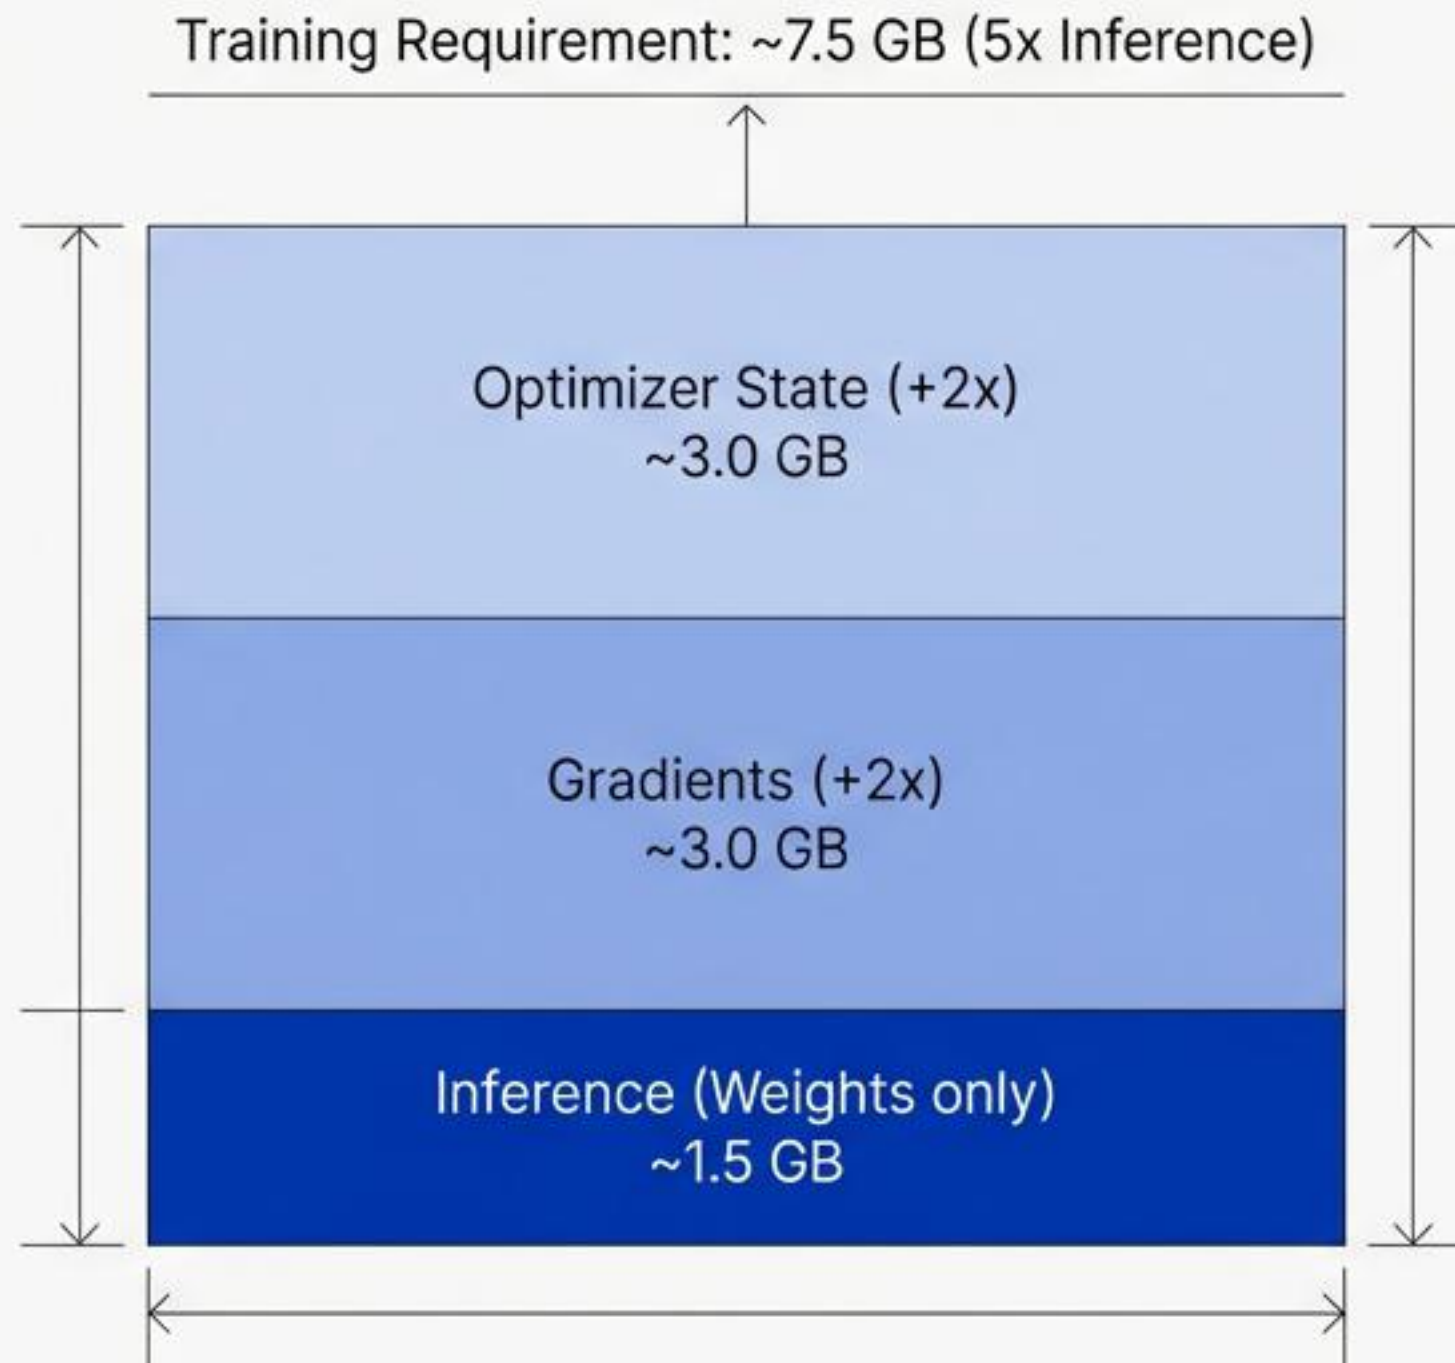 Training Requirement: ~7.5 GB (5x Inference)
Optimizer State (+2x)
~3.0 GB
Gradients (+2x)
~3.0 GB
Inference (Weights only)
~1.5 GB